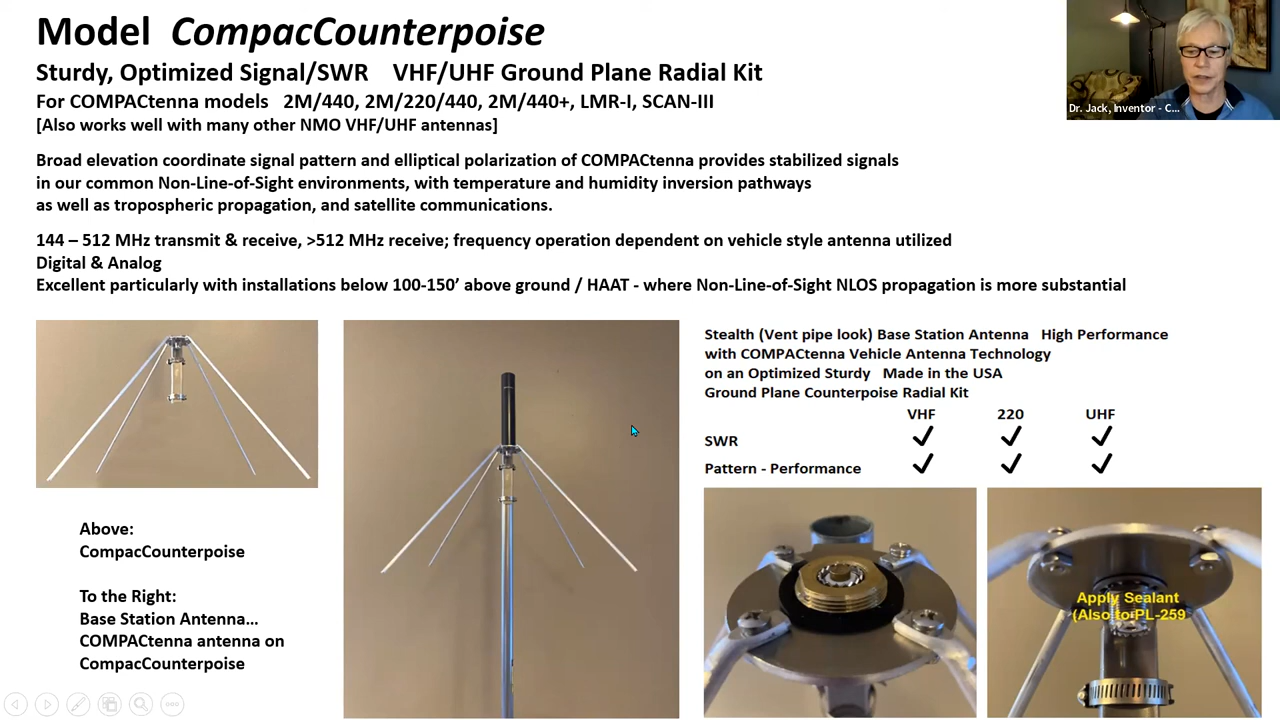 Model CompacCounterpoise
Sturdy, Optimized Signal/SWR VHF/UHF Ground Plane Radial Kit
For COMPACtenna models 2M/440, 2M/220/440, 2M/440+, LMR-I, SCAN-III
[Also works well with many other NMO VHF/UHF antennas]
Dr. Jack, Inventor - C...
Broad elevation coordinate signal pattern and elliptical polarization of COMPACtenna provides stabilized signals
in our common Non-Line-of-Sight environments, with temperature and humidity inversion pathways
as well as tropospheric propagation, and satellite communications.
144 – 512 MHz transmit & receive, >512 MHz receive; frequency operation dependent on vehicle style antenna utilized
Digital & Analog
Excellent particularly with installations below 100-150’ above ground / HAAT - where Non-Line-of-Sight NLOS propagation is more substantial
Stealth (Vent pipe look) Base Station Antenna High Performance
with COMPACtenna Vehicle Antenna Technology
on an Optimized Sturdy Made in the USA
Ground Plane Counterpoise Radial Kit
VHF 220 UHF
SWR ✓ ✓ ✓
Pattern - Performance ✓ ✓ ✓
Above:
CompacCounterpoise
To the Right:
Base Station Antenna...
COMPACtenna antenna on
CompacCounterpoise
Apply Sealant
(Also to PL-259